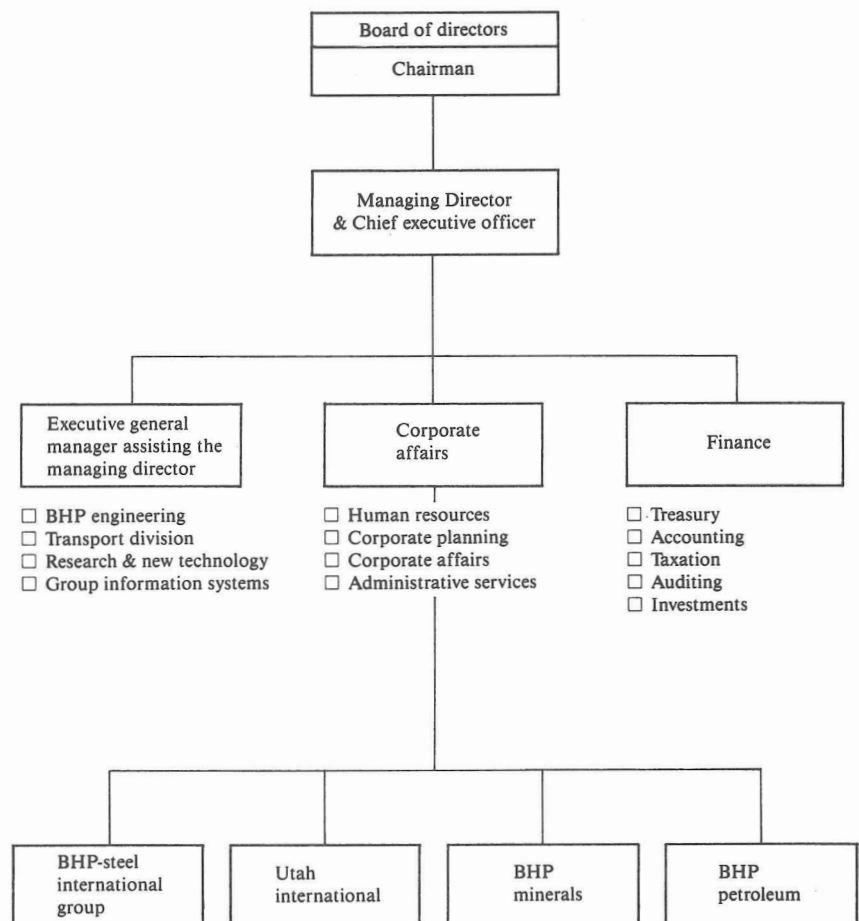 Board of directors
Chairman
Managing Director
& Chief executive officer
Executive general
manager assisting the
managing director
☐ BHP engineering
☐ Transport division
☐ Research & new technology
☐ Group information systems
Corporate
affairs
☐ Human resources
☐ Corporate planning
☐ Corporate affairs
☐ Administrative services
Finance
☐ Treasury
☐ Accounting
☐ Taxation
☐ Auditing
☐ Investments
BHP-steel
international
group
Utah
international
BHP
minerals
BHP
petroleum